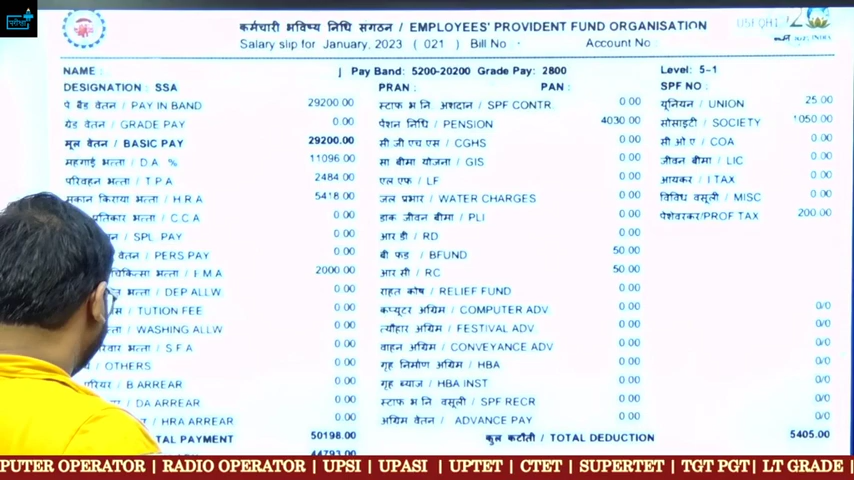 परीक्षा
कर्मचारी भविष्य निधि संगठन / EMPLOYEES' PROVIDENT FUND ORGANISATION
Salary slip for January, 2023 ( 021 ) Bill No Account No
NAME Pay Band: 5200-20200 Grade Pay: 2800 Level: 5-1
DESIGNATION: SSA PRAN: PAN: SPF NO :
पे बैंड वेतन / PAY IN BAND 29200.00 स्टाफ भ नि अशदान / SPF CONTR 0.00 यूनियन / UNION 25.00
ग्रेड वेतन / GRADE PAY 0.00 पेंशन निधि / PENSION 4030.00 सोसाइटी / SOCIETY 1050.00
मूल वेतन / BASIC PAY 29200.00 सी जी एच एस / CGHS 0.00 सी ओ ए / COA 0.00
महगाई भत्ता / D.A. % 11096.00 सा बीमा योजना / GIS 0.00 जीवन बीमा / LIC 0.00
परिवहन भत्ता / T P A 2484.00 एल एफ / LF 0.00 आयकर / I TAX 0.00
मकान किराया भत्ता / H.R.A 5418.00 जल प्रभार / WATER CHARGES 0.00 विविध वसूली / MISC 0.00
प्रतिकार भत्ता / C C A 0.00 डाक जीवन बीमा / PLI 0.00 पेशेवरकर/PROF TAX 200.00
/ SPL PAY 0.00 आर डी / RD 0.00
वेतन / PERS PAY 0.00 बी फड / BFUND 50.00
चिकित्सा भत्ता / F.M.A 2000.00 आर सी / RC 50.00
भत्ता / DEP ALLW 0.00 राहत कोष / RELIEF FUND 0.00
/ TUTION FEE 0.00 कप्यूटर अग्रिम / COMPUTER ADV 0.00 0/0
/ WASHING ALLW 0.00 त्यौहार अग्रिम / FESTIVAL ADV 0.00 0/0
भत्ता / S F A 0.00 वाहन अग्रिम / CONVEYANCE ADV 0.00 0/0
/ OTHERS 0.00 गृह निर्माण अग्रिम / HBA 0.00 0/0
/ B ARREAR 0.00 गृह ब्याज / HBA INST 0.00 0/0
/ DA ARREAR 0.00 स्टाफ भ नि वसूली / SPF RECR 0.00 0/0
/ HRA ARREAR 0.00 अग्रिम वेतन / ADVANCE PAY 0.00 0/0
TAL PAYMENT 50198.00 कुल कटौती / TOTAL DEDUCTION 5405.00
44793.00
PUTER OPERATOR | RADIO OPERATOR | UPSI | UPASI | UPTET | CTET | SUPERTET | TGT PGT| LT GRADE |